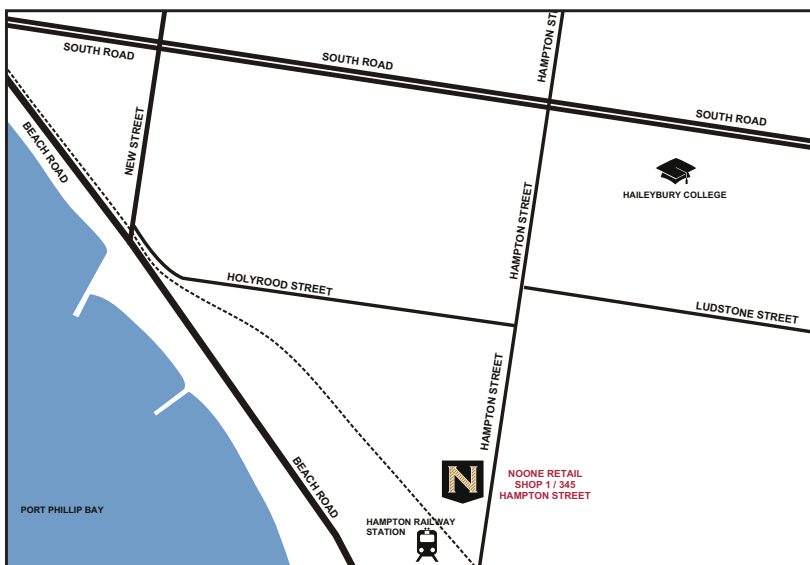 HAMPTON STR
SOUTH ROAD
SOUTH ROAD
SOUTH ROAD
NEW STREET
BEACH ROAD
HAILEYBURY COLLEGE
HAMPTON STREET
HOLYROOD STREET
LUDSTONE STREET
HAMPTON STREET
N
NOONE RETAIL
SHOP 1 / 345
HAMPTON STREET
BEACH ROAD
PORT PHILLIP BAY
HAMPTON RAILWAY
STATION